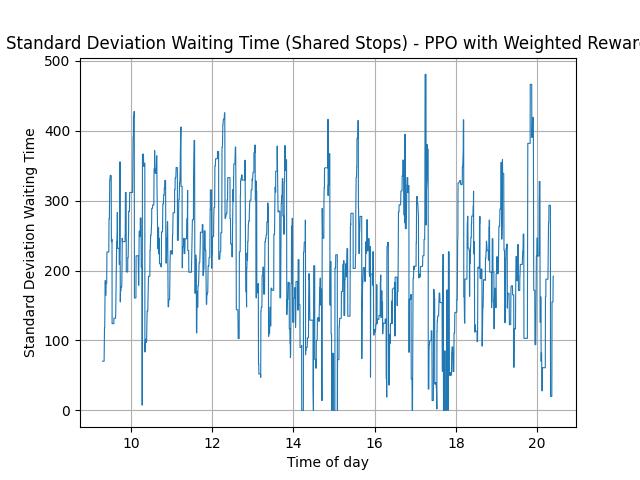 Standard Deviation Waiting Time (Shared Stops) - PPO with Weighted Rewar
500
400
300
200
100
0
Standard Deviation Waiting Time
10 12 14 16 18 20
Time of day